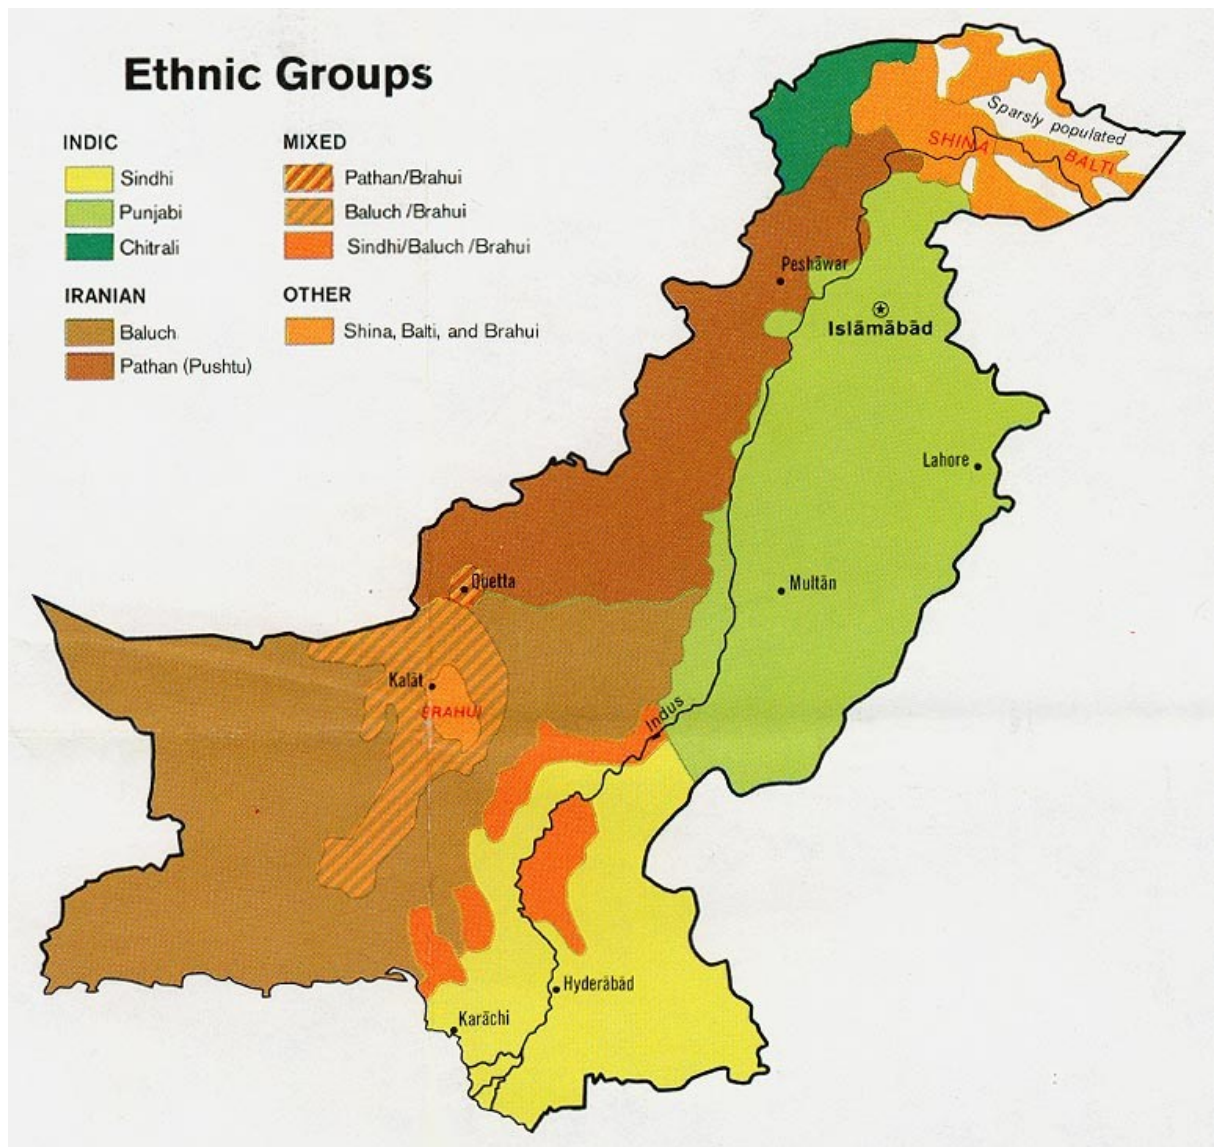 Ethnic Groups
INDIC
Sindhi
Punjabi
Chitrali
IRANIAN
Baluch
Pathan (Pushtu)
MIXED
Pathan/Brahui
Baluch /Brahui
Sindhi/Baluch /Brahui
OTHER
Shina, Balti, and Brahui
Sparsly populated
SHINA
BALTI
Peshāwar
Islāmābād
Lahore
Quetta
Multān
Kalāt
BRAHUI
Indus
Hyderābād
Karāchi